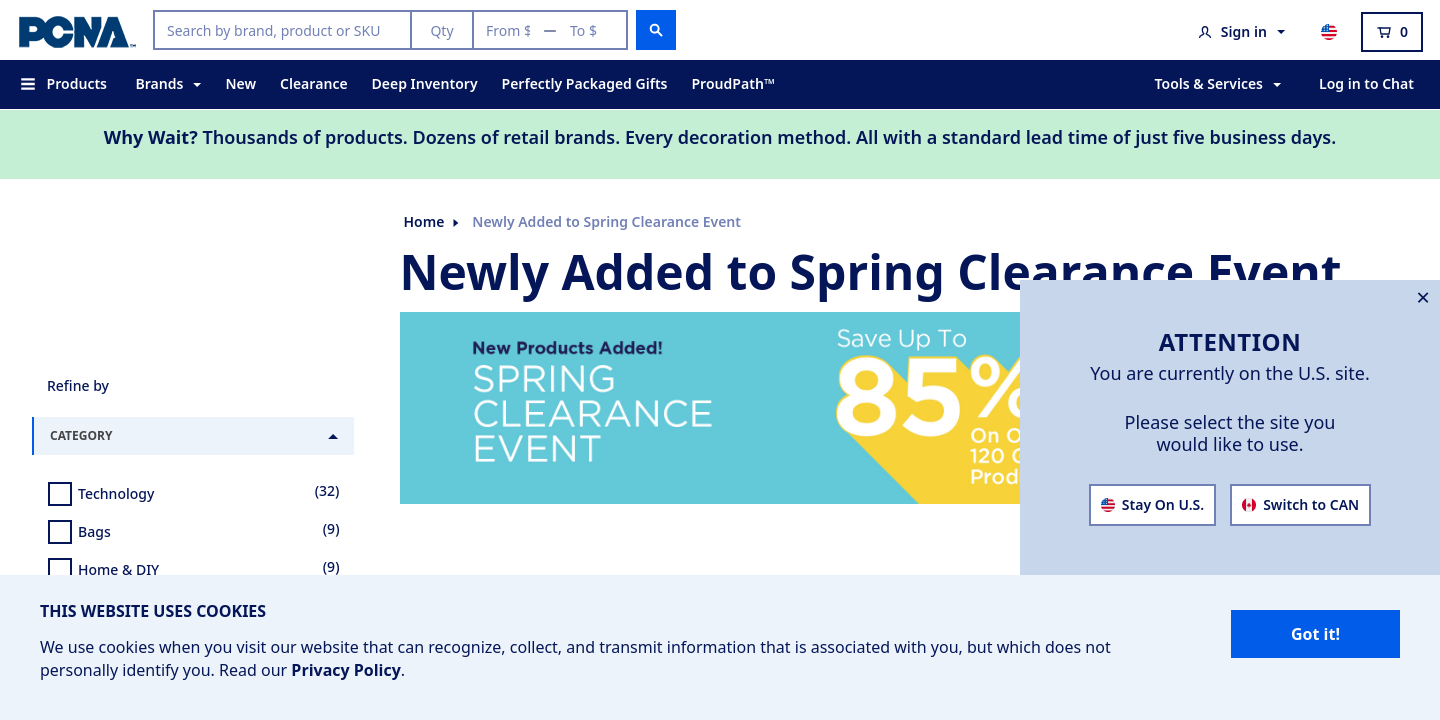 PCNA
Search by brand, product or SKU
Qty
From $ — To $
Sign in
0
Products
Brands
New
Clearance
Deep Inventory
Perfectly Packaged Gifts
ProudPath™
Tools & Services
Log in to Chat
Why Wait? Thousands of products. Dozens of retail brands. Every decoration method. All with a standard lead time of just five business days.
Home
Newly Added to Spring Clearance Event
Newly Added to Spring Clearance Event
New Products Added!
SPRING
CLEARANCE
EVENT
Save Up To
85%
On O
120 G
Prod
ATTENTION
You are currently on the U.S. site.
Please select the site you
would like to use.
Stay On U.S.
Switch to CAN
Refine by
CATEGORY
Technology (32)
Bags (9)
Home & DIY (9)
THIS WEBSITE USES COOKIES
We use cookies when you visit our website that can recognize, collect, and transmit information that is associated with you, but which does not
personally identify you. Read our Privacy Policy.
Got it!